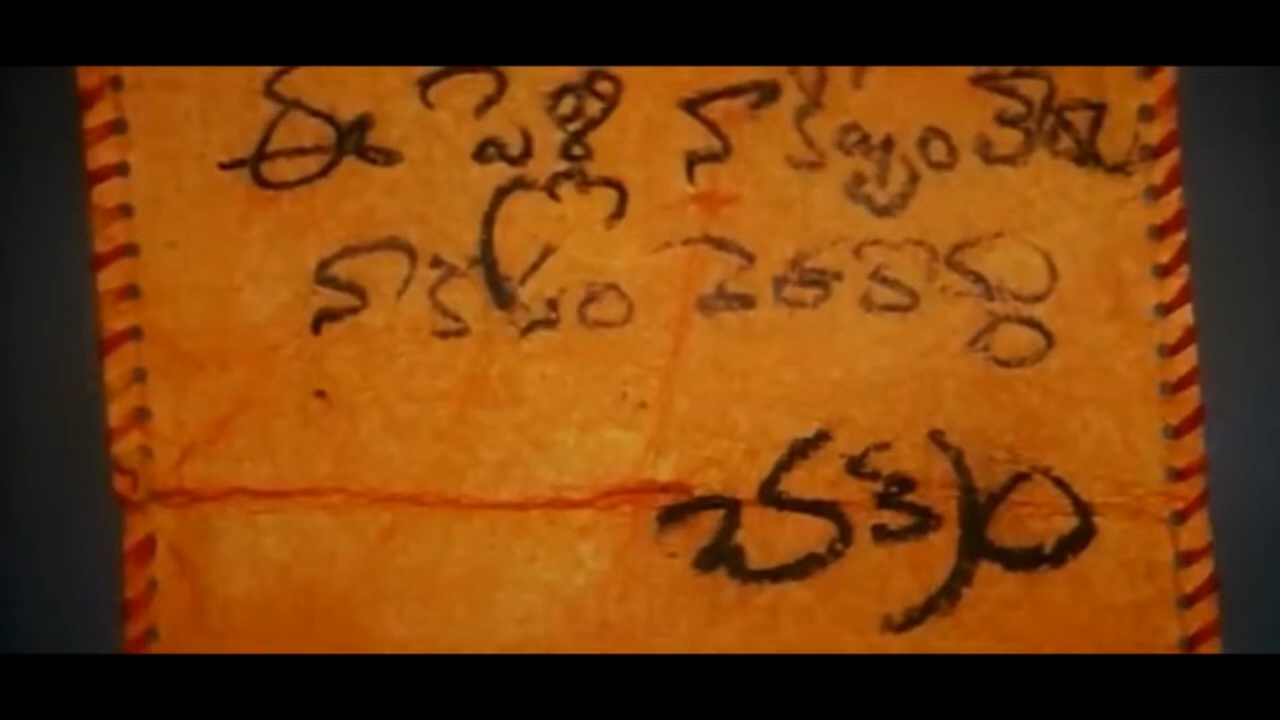 ఈ పెళ్ళి నాకిష్టం లేదు
నాకోసం వెతకొద్దు
చక్రం